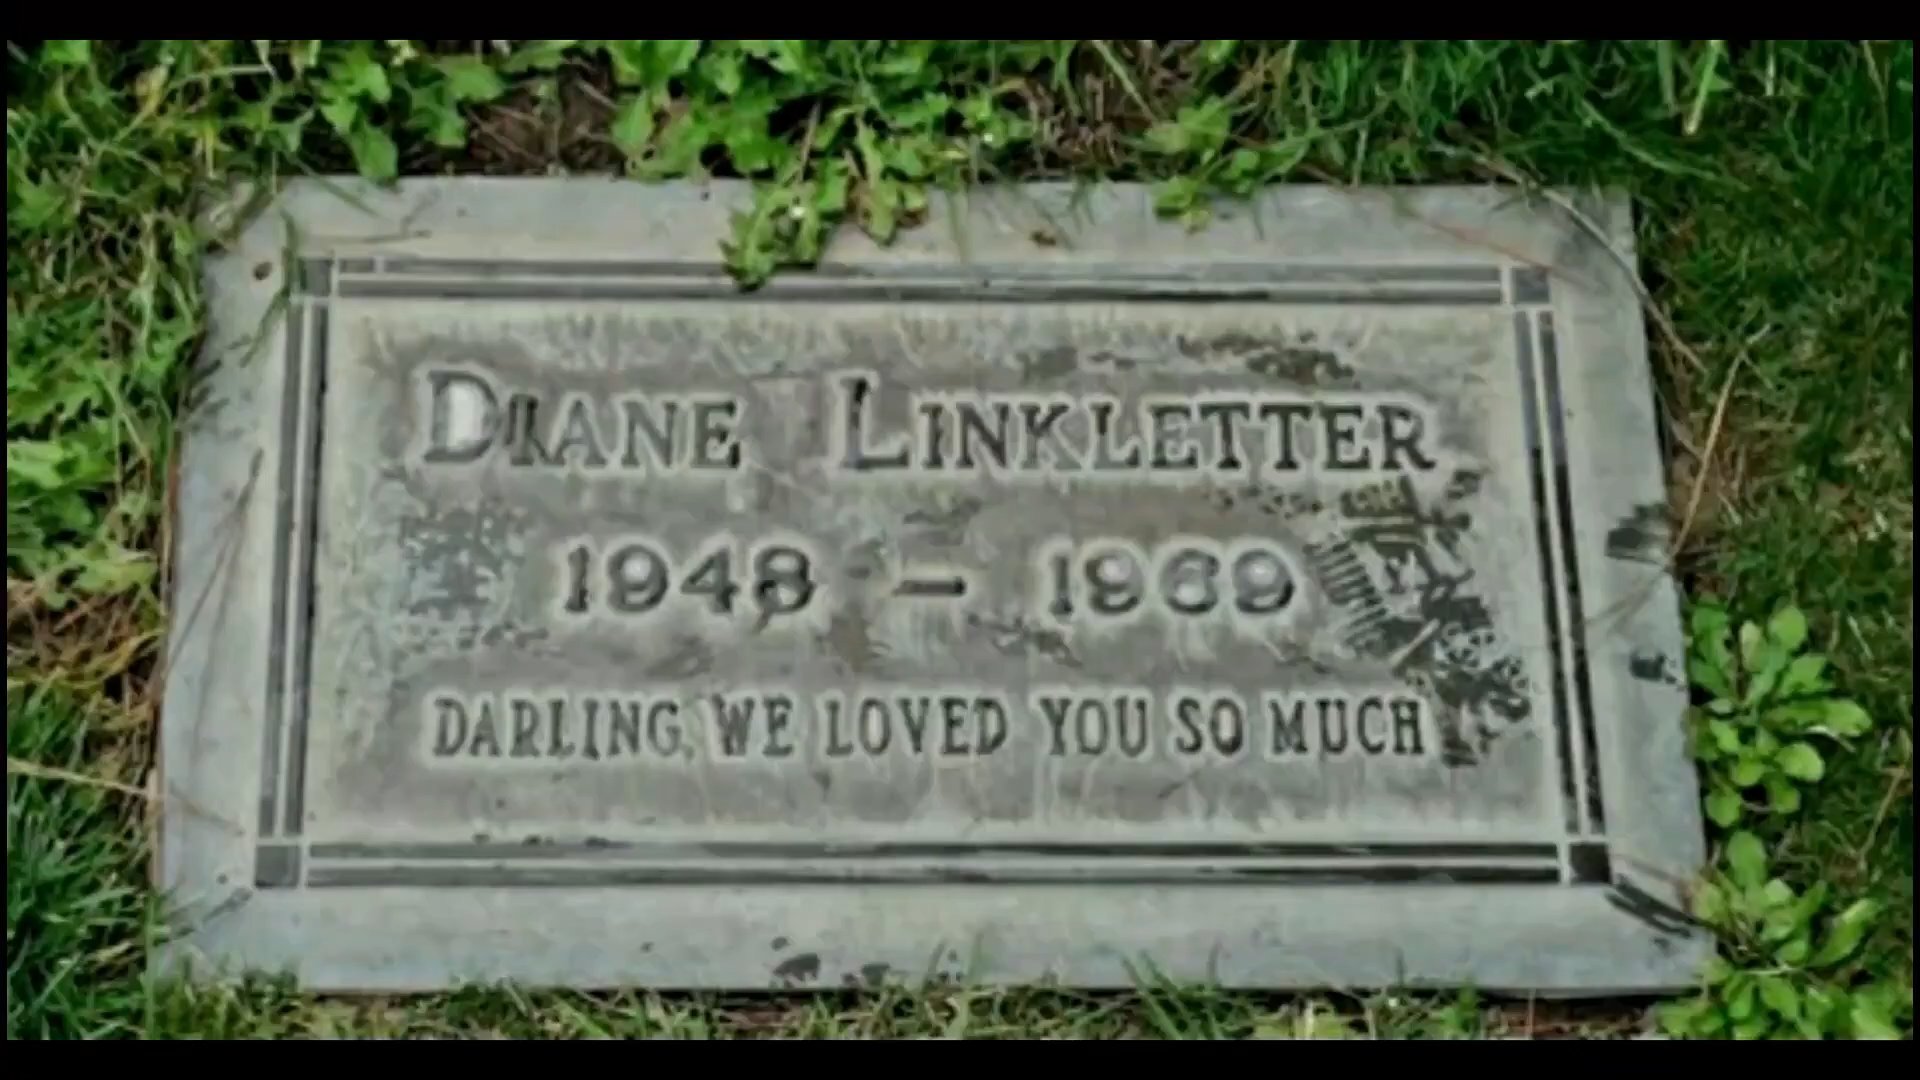 DIANE LINKLETTER
1948 – 1969
DARLING, WE LOVED YOU SO MUCH